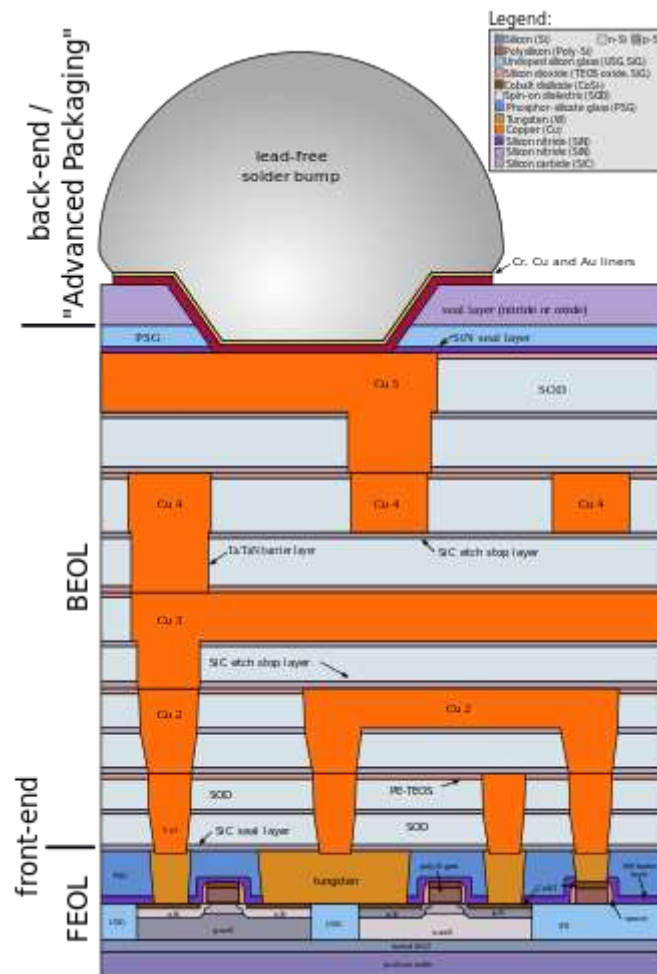 Legend:
Silicon (Si)
n-Si
Polysilicon (Poly-Si)
Undoped silicon glass (USG, SiG)
Silicon dioxide (TEOS oxide, SiG)
Cobalt disilicide (CoSi₂)
Spin-on dielectric (SOD)
Phosphor-silicate glass (PSG)
Tungsten (W)
Copper (Cu)
Silicon nitride (SiN)
Silicon nitride (SiN)
Silicon carbide (SiC)
back-end /
"Advanced Packaging"
lead-free
solder bump
Cr, Cu and Au liners
seal layer (nitride or oxide)
PSG
SiN seal layer
Cu 5
SOD
Cu 4
Cu 4
Cu 4
Ta/TaN barrier layer
SiC etch stop layer
BEOL
Cu 3
SiC etch stop layer
Cu 2
Cu 2
PE-TEOS
SOD
SOD
SiC seal layer
front-end
FEOL
tungsten